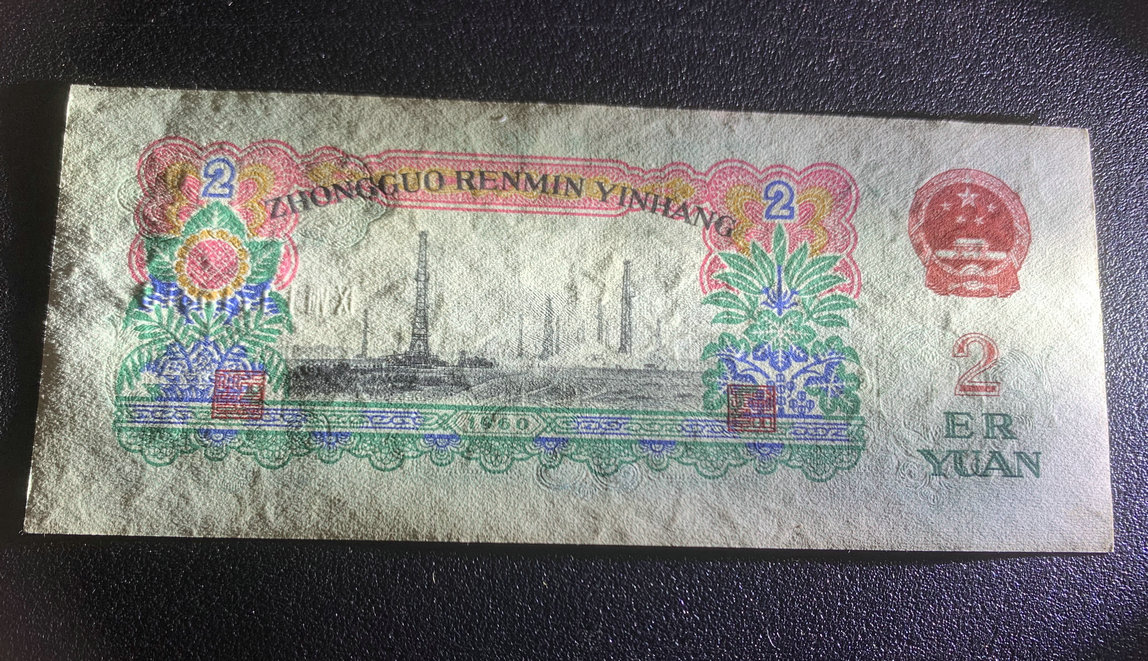 2
2
ZHONGGUO RENMIN YINHANG
1960
2
ER
YUAN